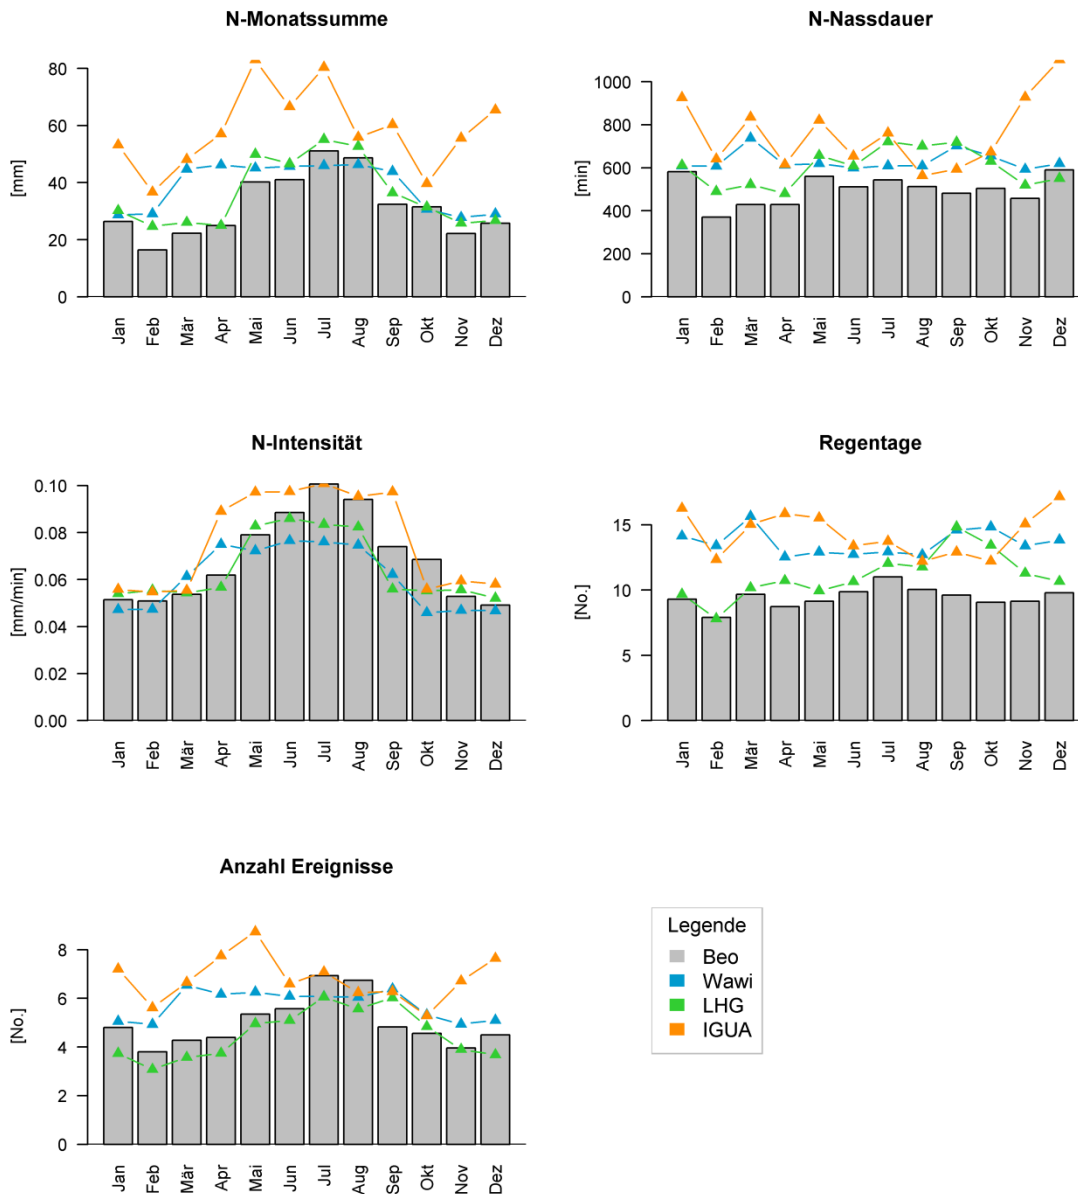 N-Monatssumme
[mm]
80
60
40
20
0
Jan Feb Mär Apr Mai Jun Jul Aug Sep Okt Nov Dez
N-Nassdauer
[min]
1000
800
600
400
200
0
Jan Feb Mär Apr Mai Jun Jul Aug Sep Okt Nov Dez
N-Intensität
[mm/min]
0.10
0.08
0.06
0.04
0.02
0.00
Jan Feb Mär Apr Mai Jun Jul Aug Sep Okt Nov Dez
Regentage
[No.]
15
10
5
0
Jan Feb Mär Apr Mai Jun Jul Aug Sep Okt Nov Dez
Anzahl Ereignisse
[No.]
8
6
4
2
0
Jan Feb Mär Apr Mai Jun Jul Aug Sep Okt Nov Dez
Legende
Beo
Wawi
LHG
IGUA